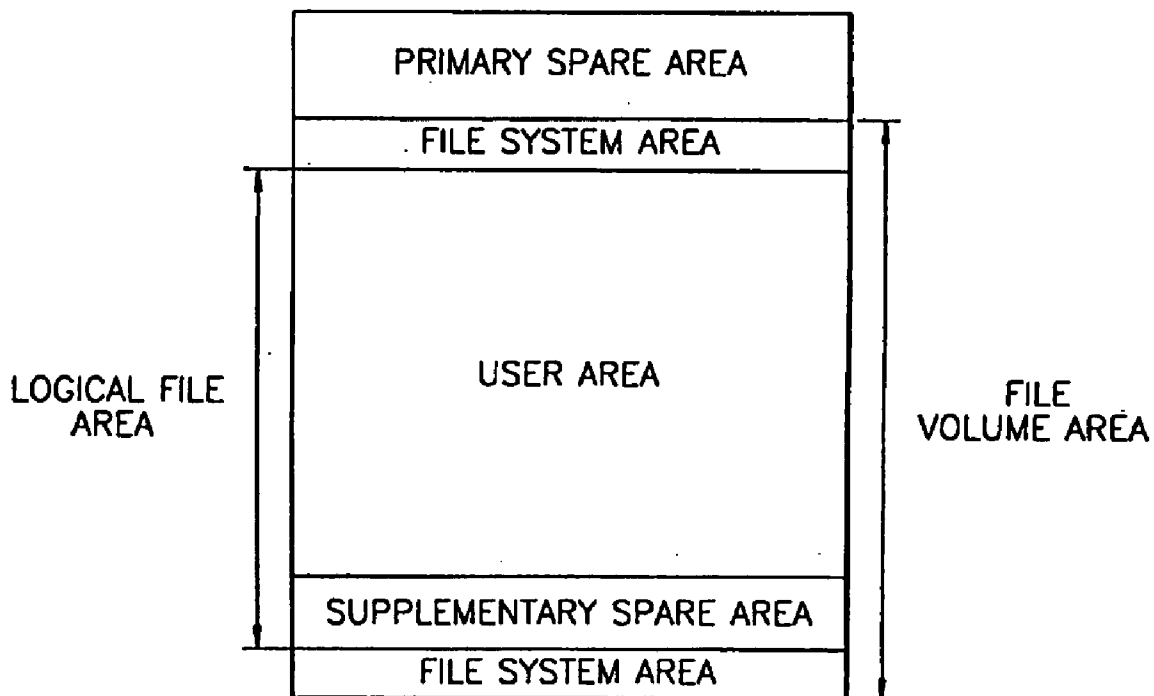 PRIMARY SPARE AREA
FILE SYSTEM AREA
USER AREA
LOGICAL FILE
AREA
FILE
VOLUME AREA
SUPPLEMENTARY SPARE AREA
FILE SYSTEM AREA